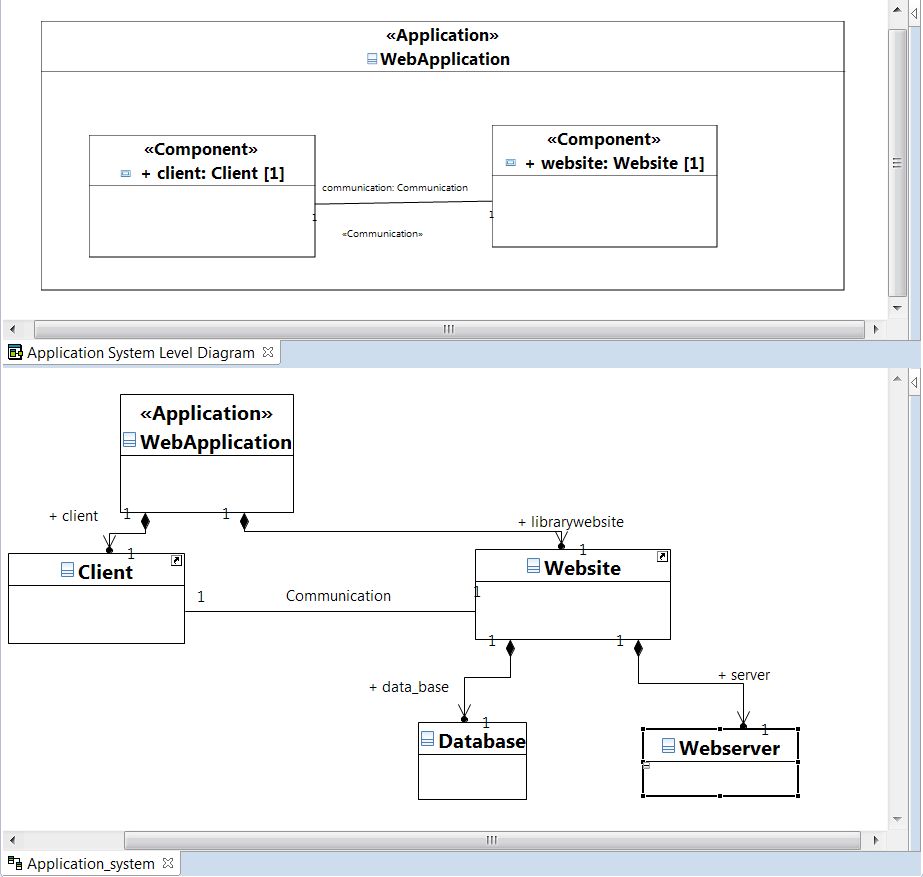 «Application»
WebApplication
«Component»
+ client: Client [1]
«Component»
+ website: Website [1]
communication: Communication
1
1
«Communication»
Application System Level Diagram
«Application»
WebApplication
+ client
1
1
+ librarywebsite
1
1
Client
Website
1
Communication
1
1
1
+ data_base
+ server
1
1
Database
Webserver
Application_system